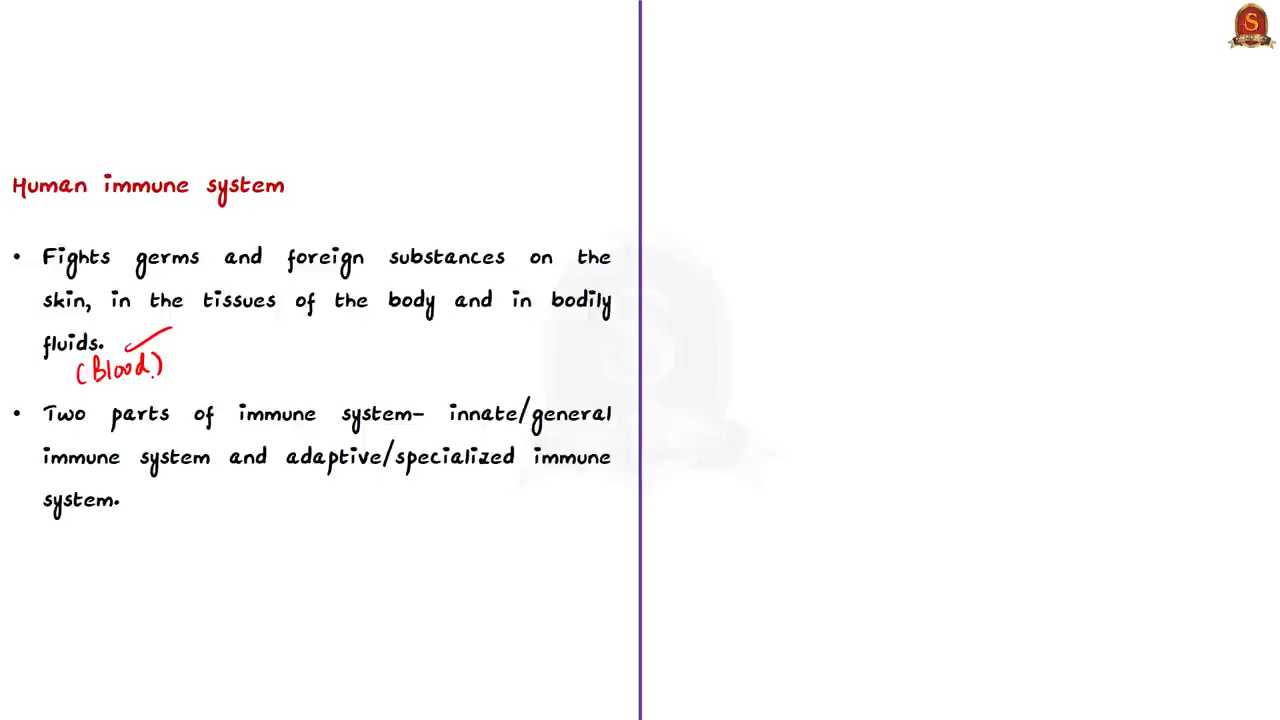 Human immune system
• Fights germs and foreign substances on the
skin, in the tissues of the body and in bodily
fluids.
(Blood.)
• Two parts of immune system- innate/general
immune system and adaptive/specialized immune
system.
S